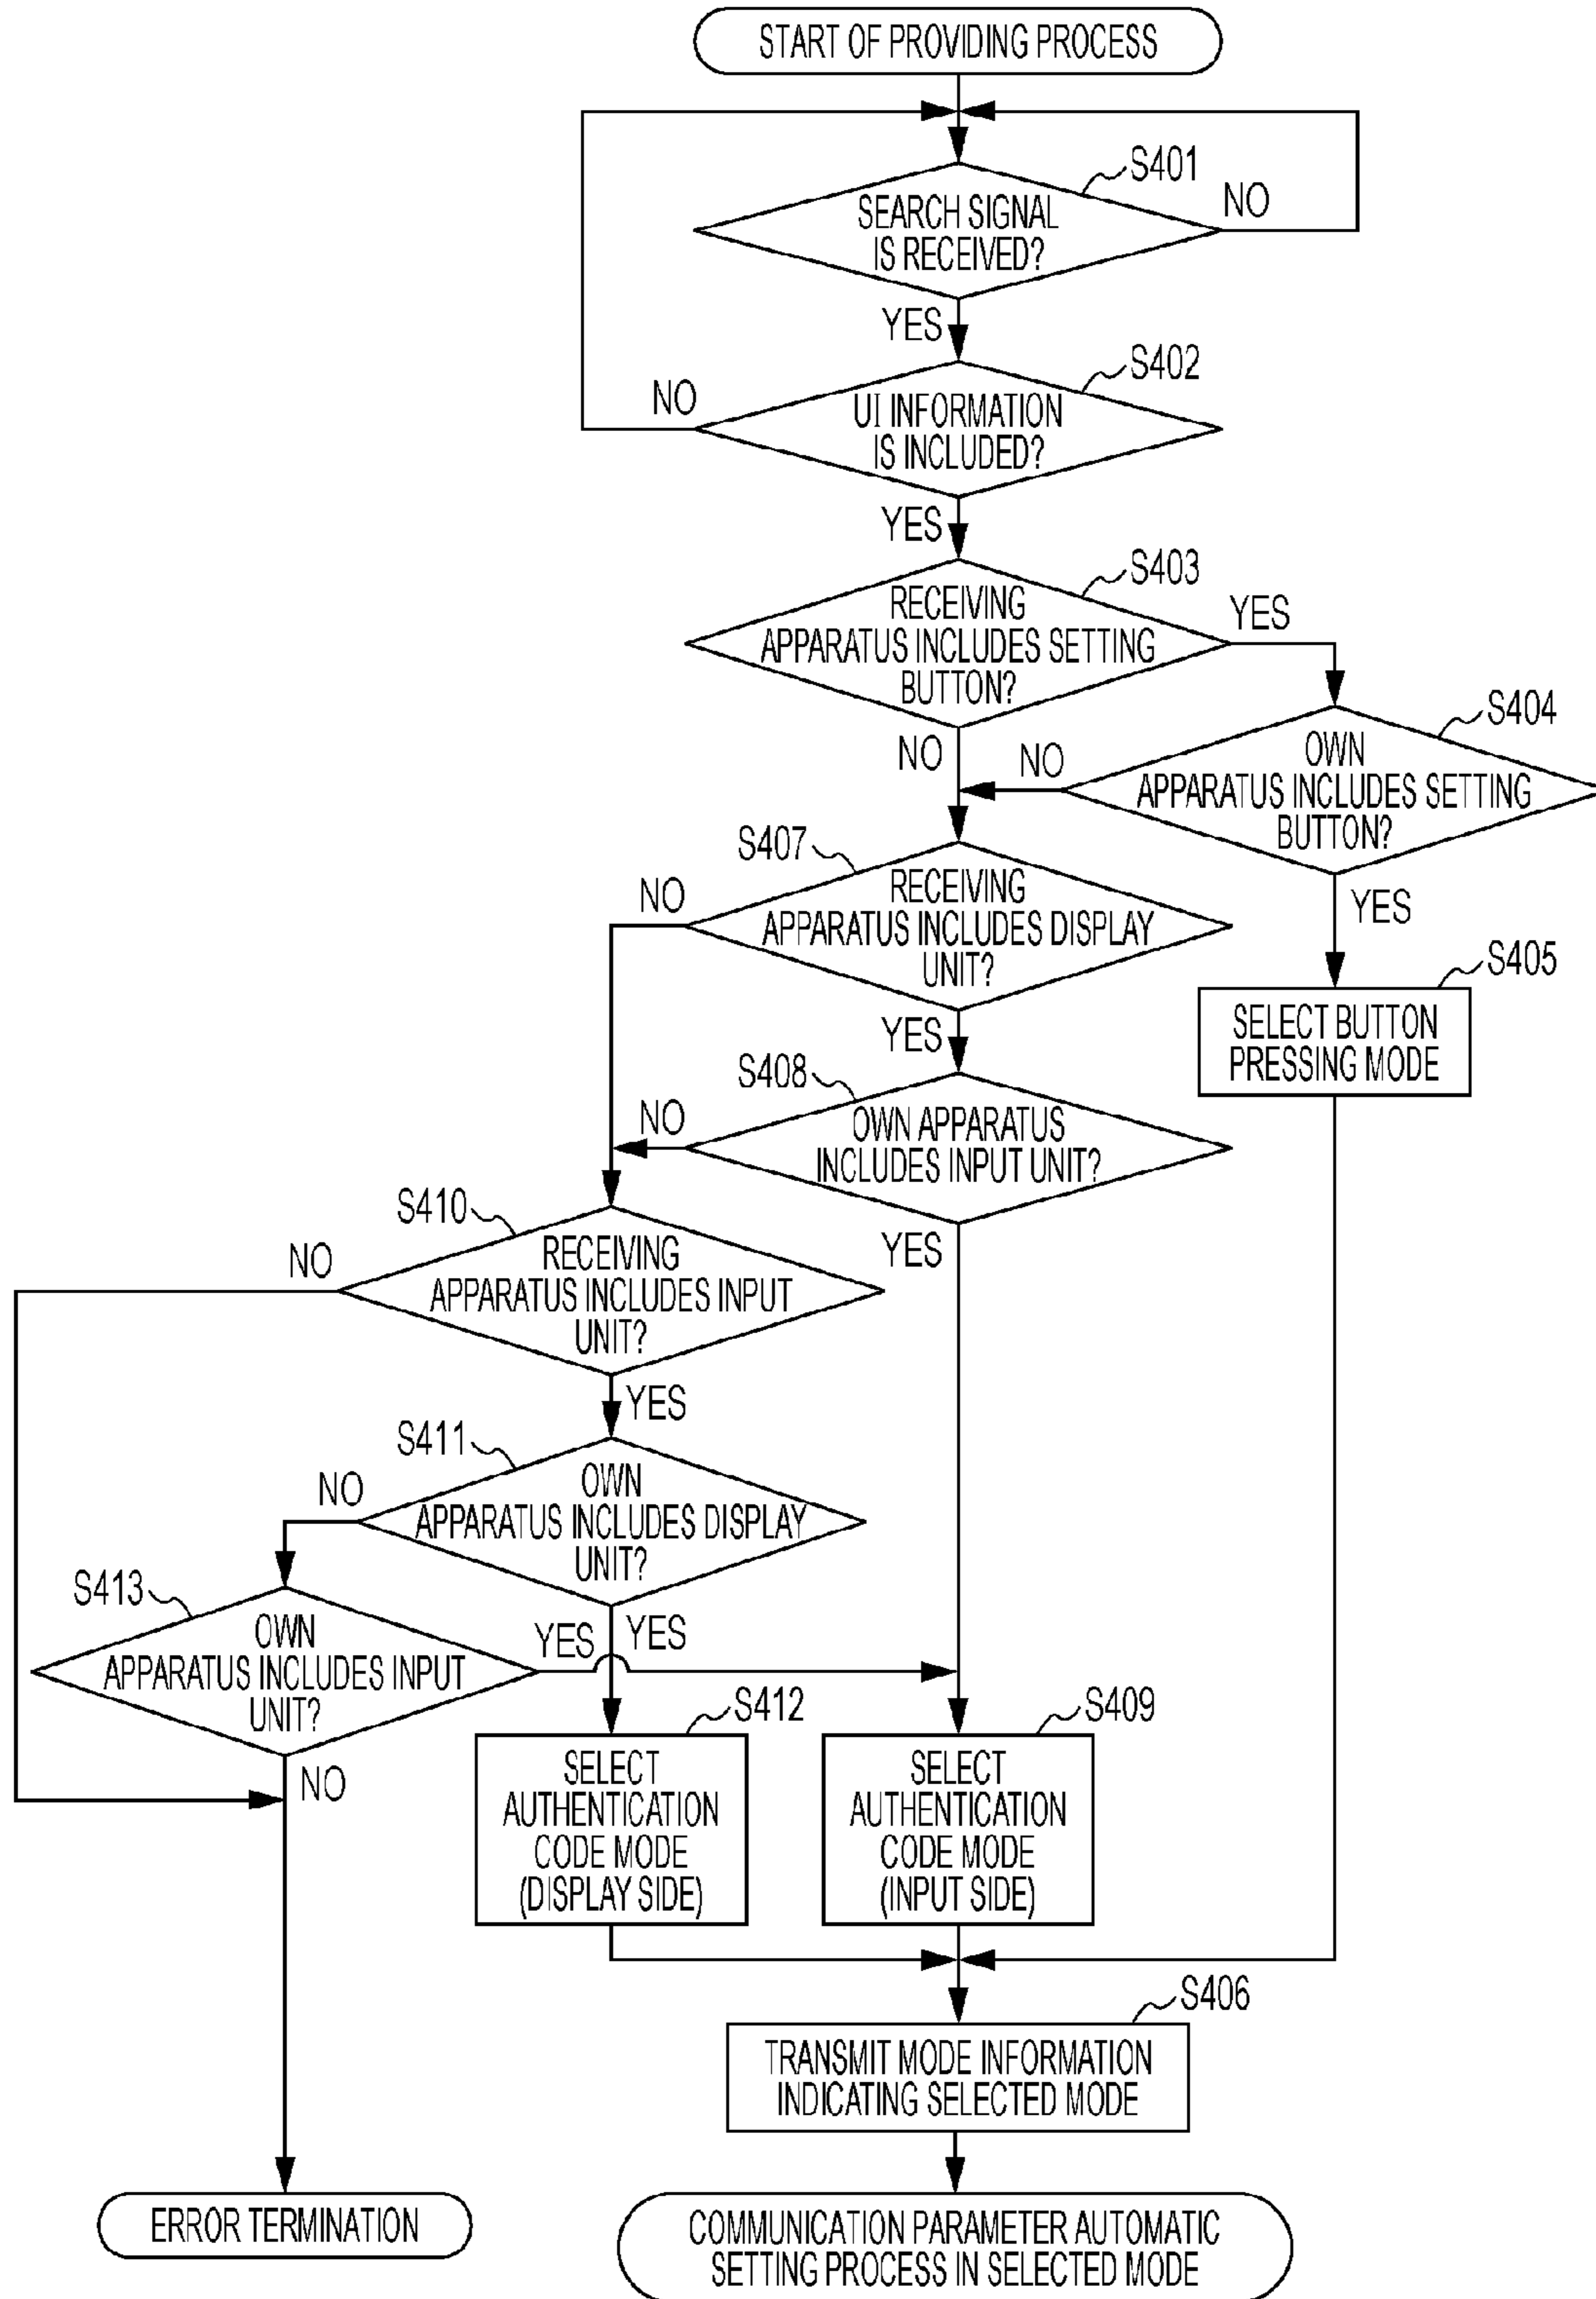 START OF PROVIDING PROCESS
S401
SEARCH SIGNAL
IS RECEIVED?
NO
YES
S402
NO
UI INFORMATION
IS INCLUDED?
YES
S403
RECEIVING
APPARATUS INCLUDES SETTING
BUTTON?
YES
NO
S404
OWN
APPARATUS INCLUDES SETTING
BUTTON?
NO
YES
S405
SELECT BUTTON
PRESSING MODE
S407
NO
RECEIVING
APPARATUS INCLUDES DISPLAY
UNIT?
YES
S408
NO
OWN APPARATUS
INCLUDES INPUT UNIT?
YES
S410
NO
RECEIVING
APPARATUS INCLUDES INPUT
UNIT?
YES
S411
NO
OWN
APPARATUS INCLUDES DISPLAY
UNIT?
YES
S413
OWN
APPARATUS INCLUDES INPUT
UNIT?
YES
NO
S412
SELECT
AUTHENTICATION
CODE MODE
(DISPLAY SIDE)
S409
SELECT
AUTHENTICATION
CODE MODE
(INPUT SIDE)
S406
TRANSMIT MODE INFORMATION
INDICATING SELECTED MODE
ERROR TERMINATION
COMMUNICATION PARAMETER AUTOMATIC
SETTING PROCESS IN SELECTED MODE